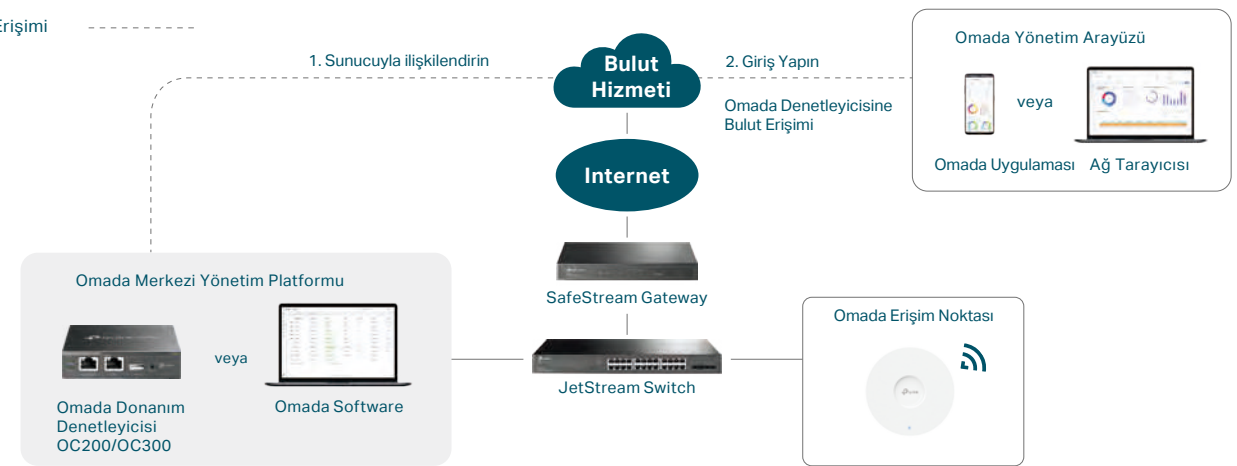 Erişimi
1. Sunucuyla ilişkilendirin
Bulut
Hizmeti
2. Giriş Yapın
Omada Denetleyicisine
Bulut Erişimi
Omada Yönetim Arayüzü
veya
Omada Uygulaması
Ağ Tarayıcısı
Internet
SafeStream Gateway
Omada Merkezi Yönetim Platformu
veya
Omada Donanım
Denetleyicisi
OC200/OC300
Omada Software
JetStream Switch
Omada Erişim Noktası